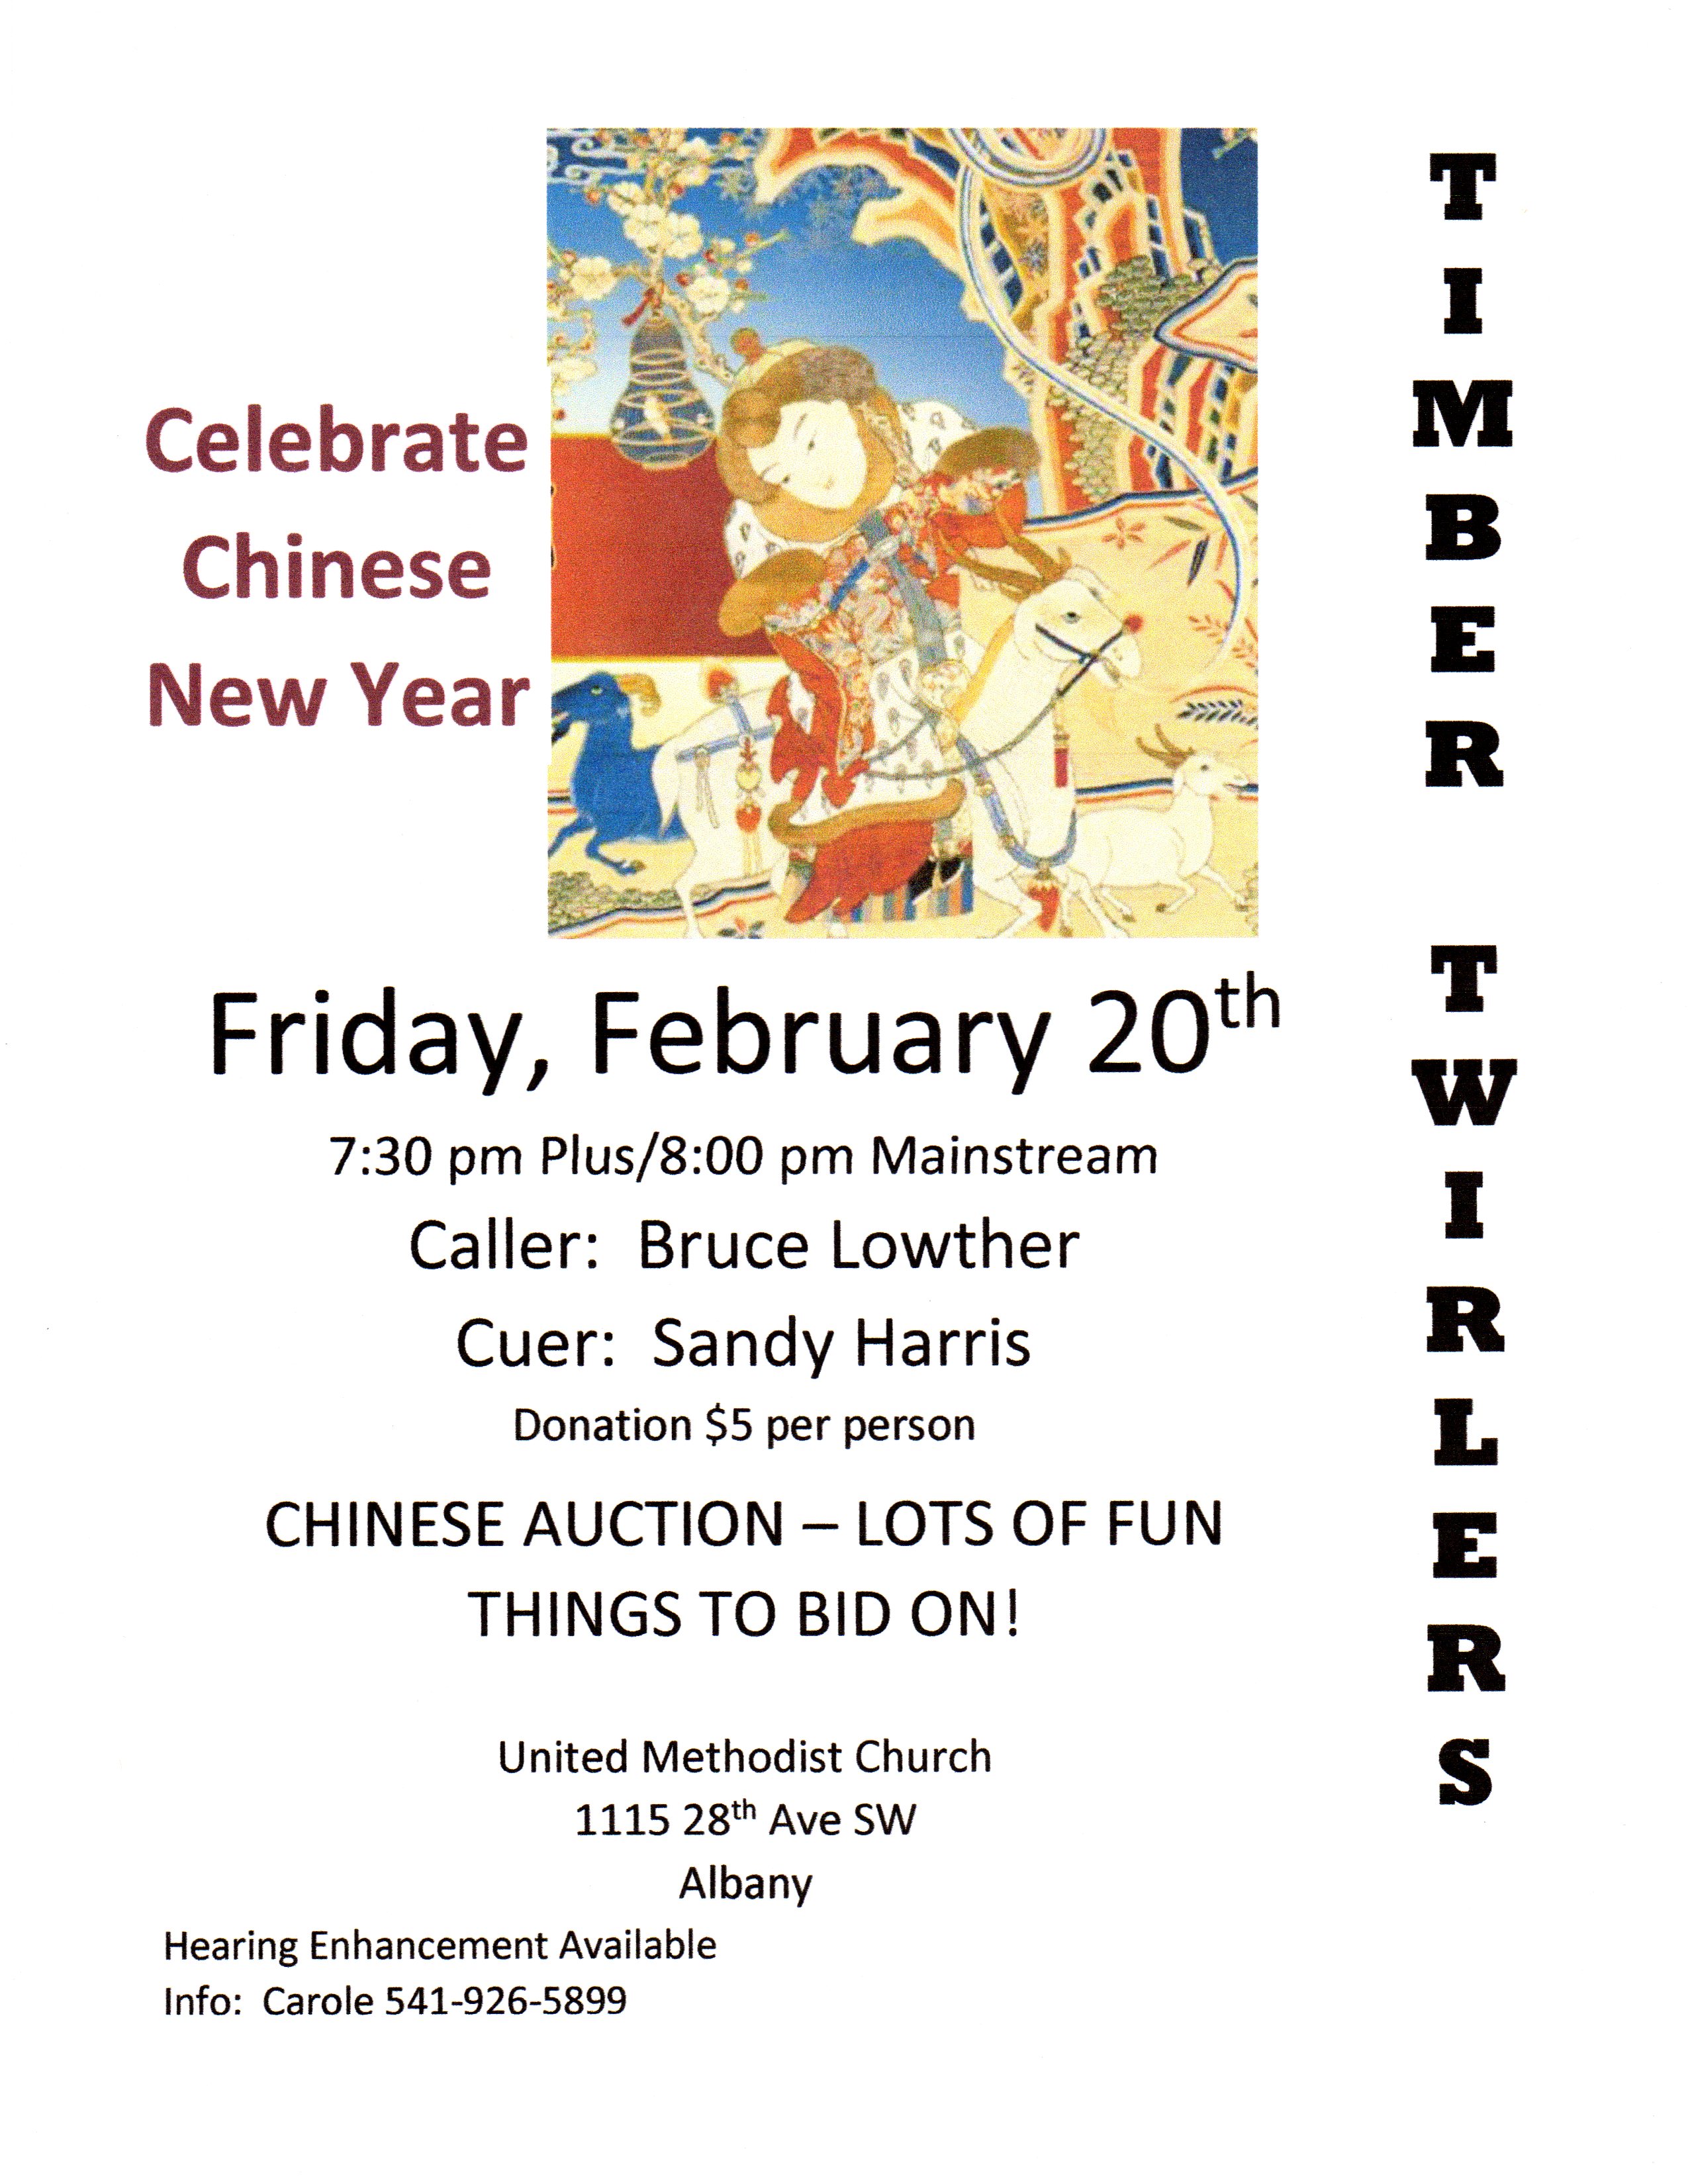 Celebrate
Chinese
New Year
TIMBER TWIRLERS
Friday, February 20th
7:30 pm Plus/8:00 pm Mainstream
Caller: Bruce Lowther
Cuer: Sandy Harris
Donation $5 per person
CHINESE AUCTION – LOTS OF FUN
THINGS TO BID ON!
United Methodist Church
1115 28th Ave SW
Albany
Hearing Enhancement Available
Info: Carole 541-926-5899